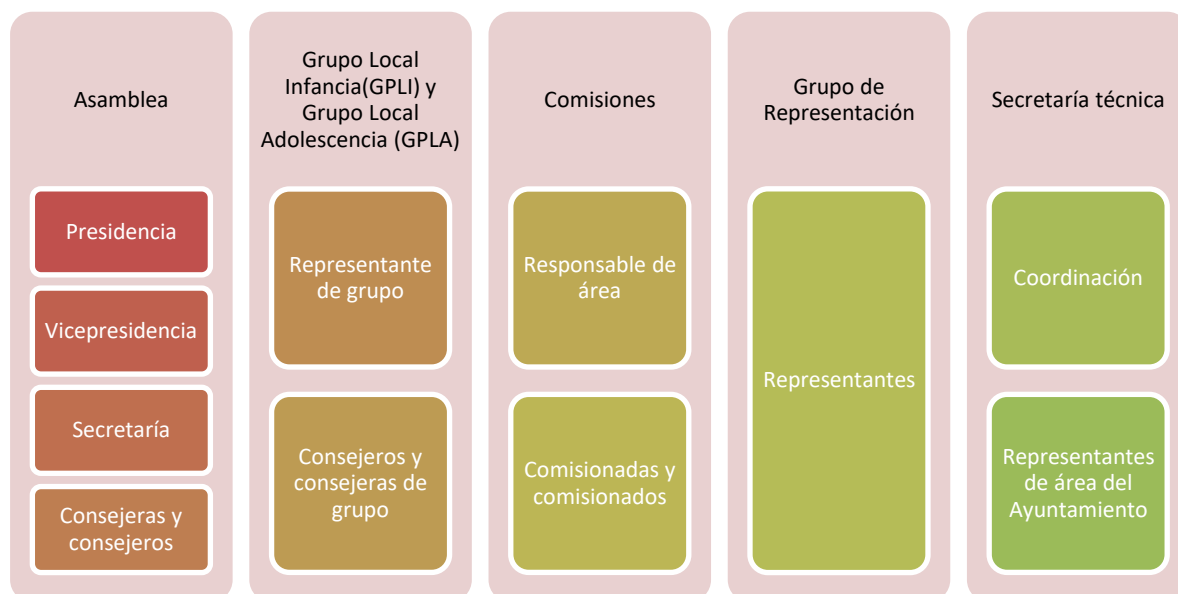 Asamblea
Presidencia
Vicepresidencia
Secretaría
Consejeras y
consejeros
Grupo Local
Infancia(GPLI) y
Grupo Local
Adolescencia (GPLA)
Representante
de grupo
Consejeros y
consejeras de
grupo
Comisiones
Responsable de
área
Comisionadas y
comisionados
Grupo de
Representación
Representantes
Secretaría técnica
Coordinación
Representantes
de área del
Ayuntamiento